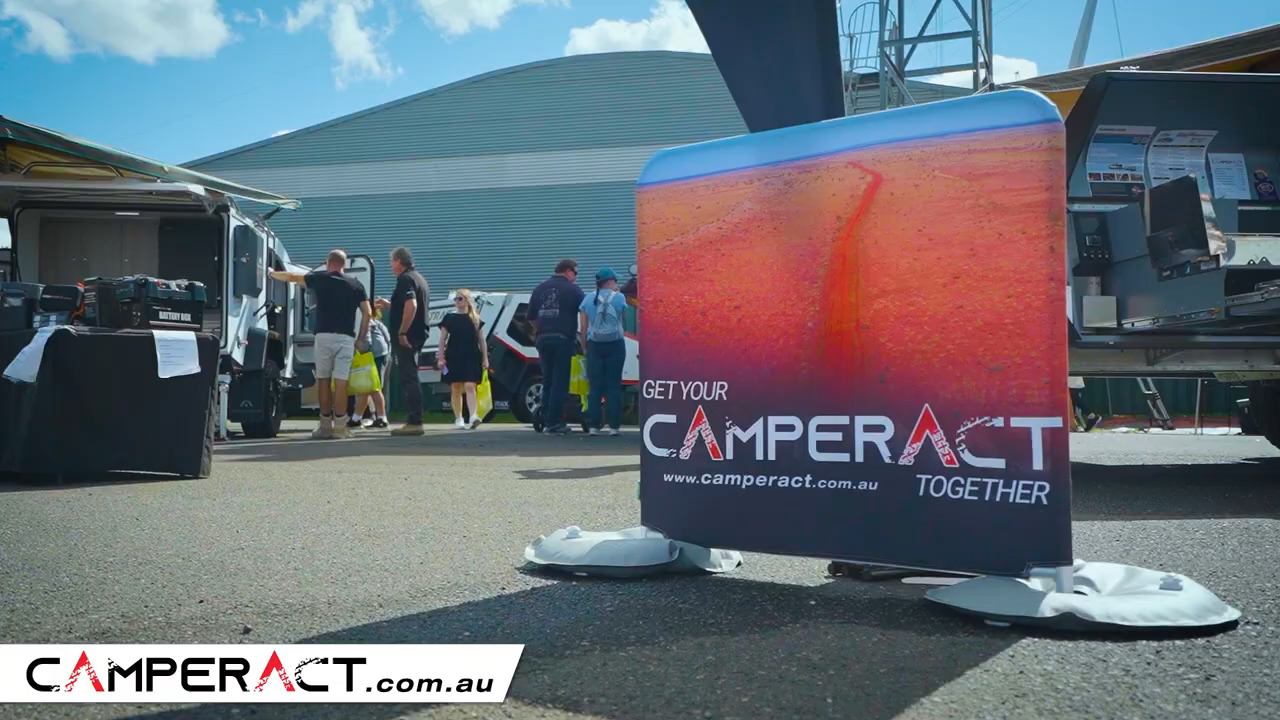 GET YOUR
CAMPERACT
www.camperact.com.au
TOGETHER
BATTERY BOX
CAMPERACT.com.au